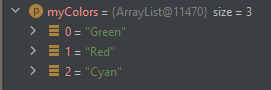 p myColors = {ArrayList@11470} size = 3
0 = "Green"
1 = "Red"
2 = "Cyan"